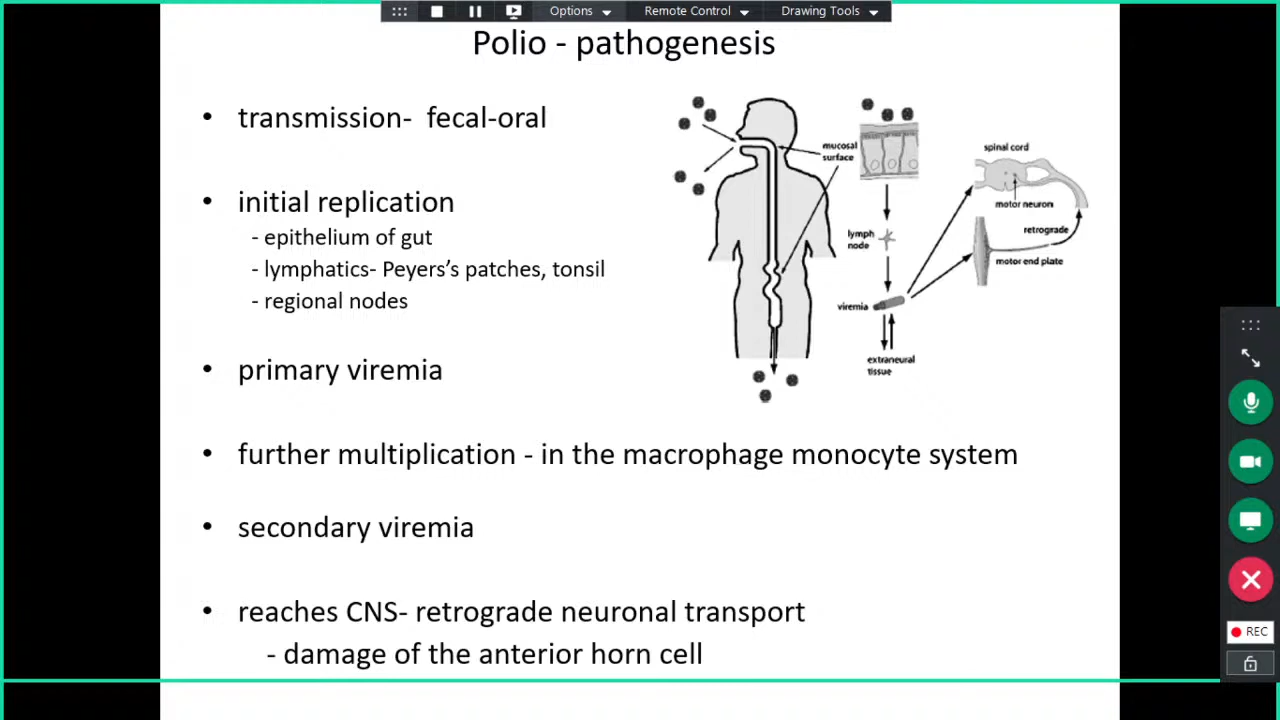 Options
Remote Control
Drawing Tools
Polio - pathogenesis
• transmission- fecal-oral
• initial replication
- epithelium of gut
- lymphatics- Peyers’s patches, tonsil
- regional nodes
• primary viremia
• further multiplication - in the macrophage monocyte system
• secondary viremia
• reaches CNS- retrograde neuronal transport
- damage of the anterior horn cell
mucosal
surface
lymph
node
viremia
extraneural
tissue
spinal cord
motor neuron
retrograde
motor end plate
REC